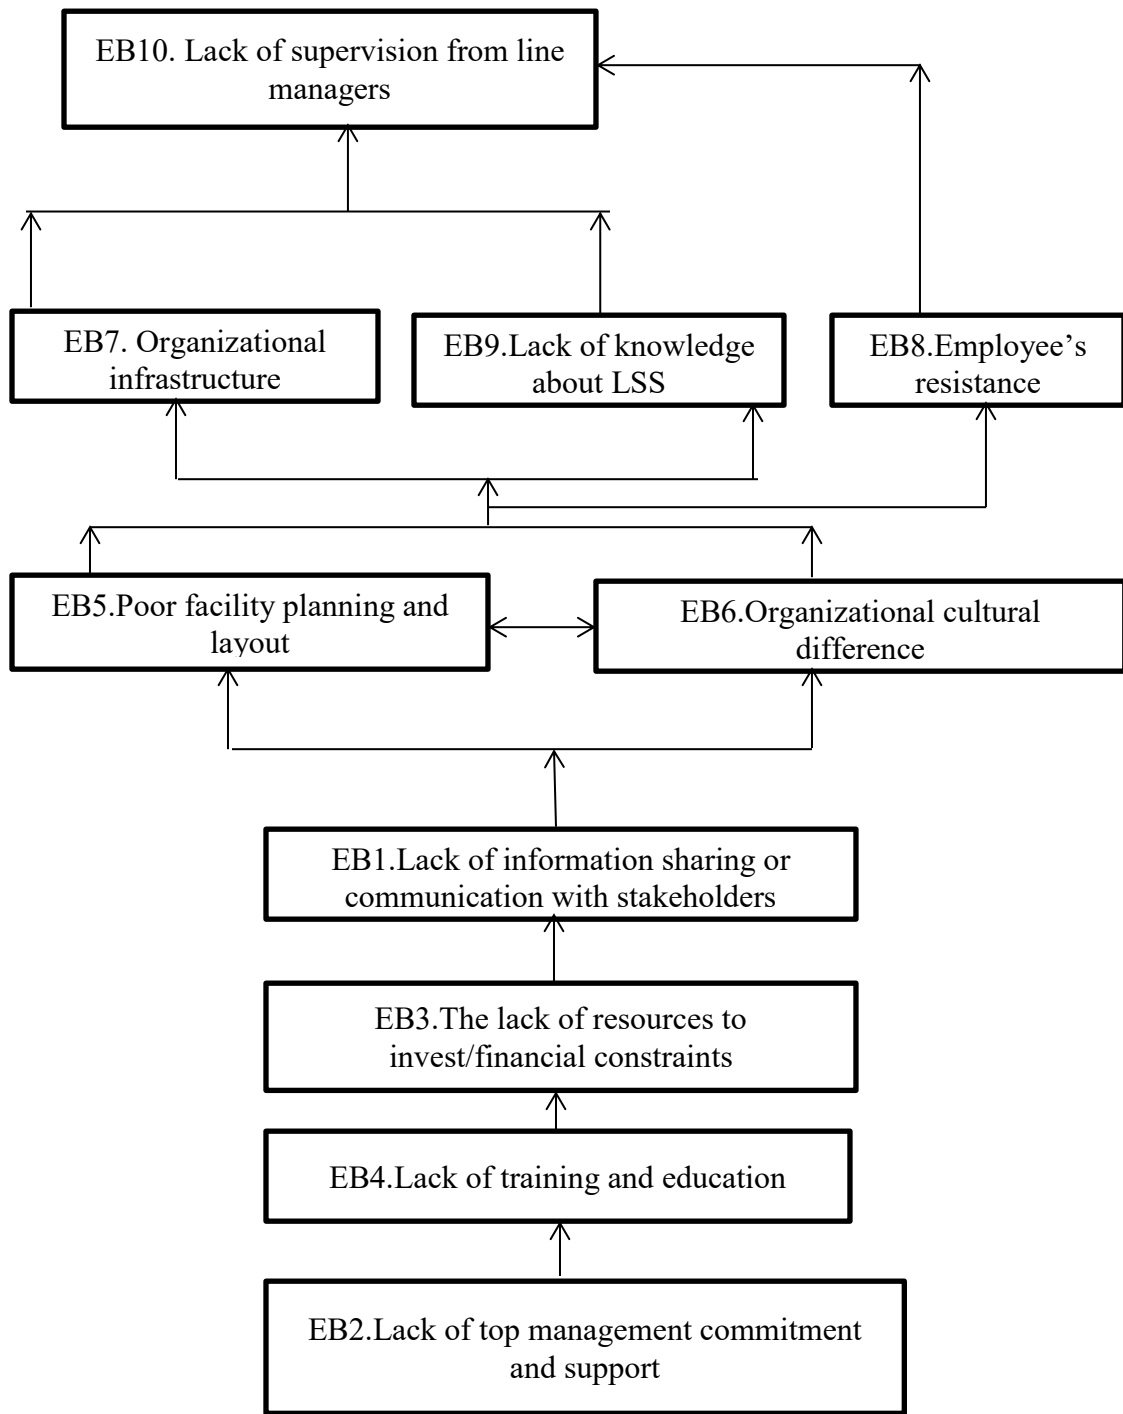 EB10. Lack of supervision from line
managers
EB7. Organizational
infrastructure
EB9.Lack of knowledge
about LSS
EB8.Employee’s
resistance
EB5.Poor facility planning and
layout
EB6.Organizational cultural
difference
EB1.Lack of information sharing or
communication with stakeholders
EB3.The lack of resources to
invest/financial constraints
EB4.Lack of training and education
EB2.Lack of top management commitment
and support